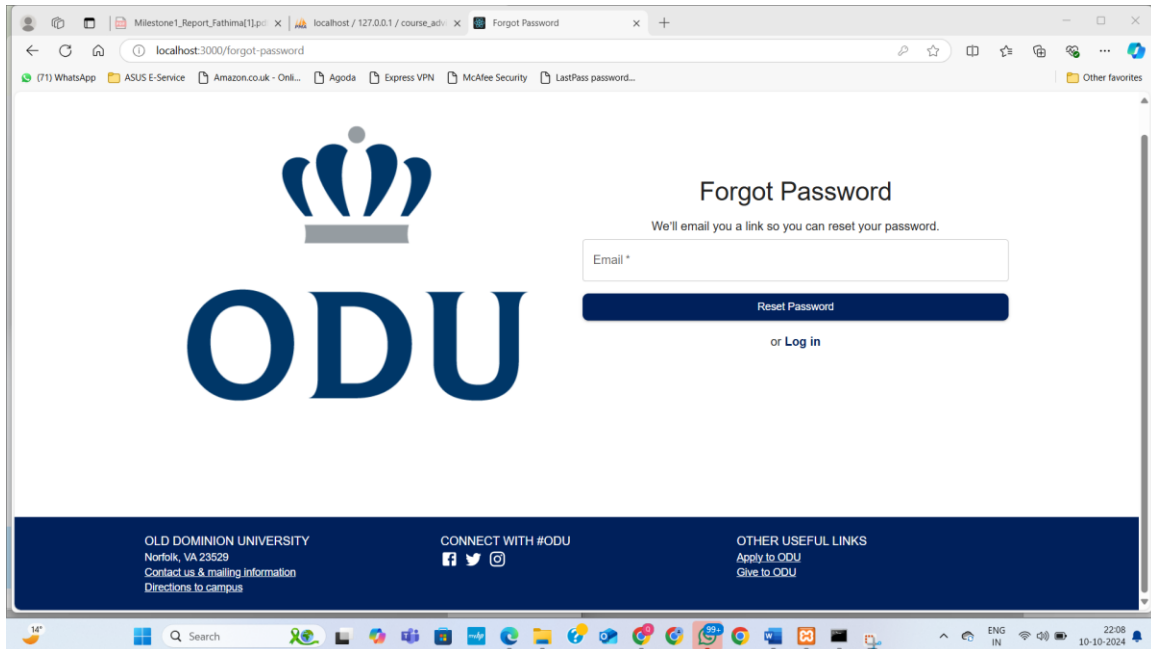 Milestone1_Report_Fathima[1].pd
localhost / 127.0.0.1 / course_adv
Forgot Password
localhost:3000/forgot-password
(71) WhatsApp
ASUS E-Service
Amazon.co.uk - Onli...
Agoda
Express VPN
McAfee Security
LastPass password...
Other favorites
ODU
Forgot Password
We'll email you a link so you can reset your password.
Email *
Reset Password
or Log in
OLD DOMINION UNIVERSITY
Norfolk, VA 23529
Contact us & mailing information
Directions to campus
CONNECT WITH #ODU
OTHER USEFUL LINKS
Apply to ODU
Give to ODU
14°
Search
99+
ENG
IN
22:08
10-10-2024